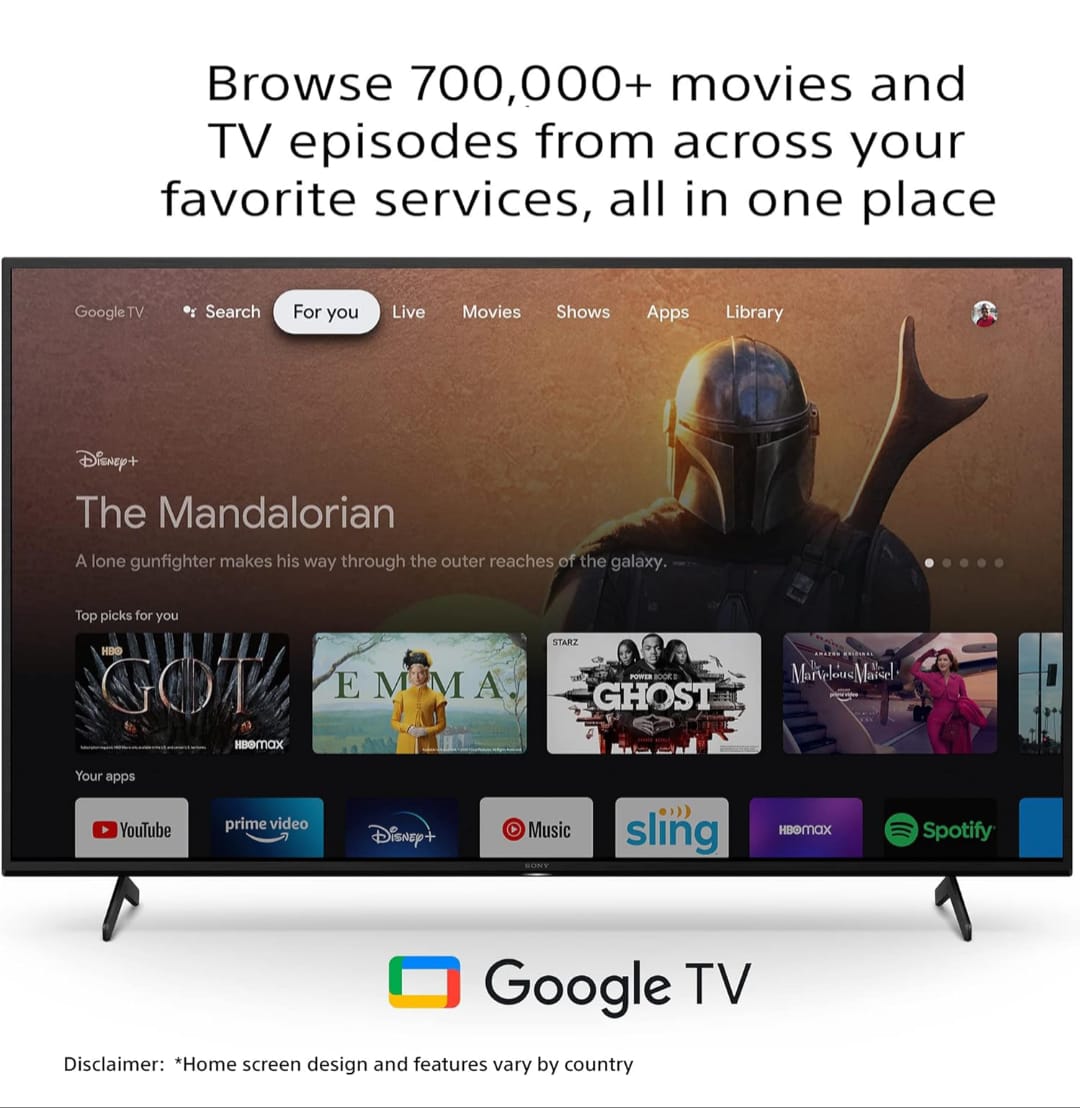 Browse 700,000+ movies and
TV episodes from across your
favorite services, all in one place
Google TV Search For you Live Movies Shows Apps Library
Disney+
The Mandalorian
A lone gunfighter makes his way through the outer reaches of the galaxy.
Top picks for you
HBO
GOT
HBOMAX
EMMA.
STARZ
POWER BOOK II
GHOST
AMAZON ORIGINAL
The Marvelous Mrs. Maisel
prime video
Your apps
YouTube prime video Disney+ Music sling HBOMAX Spotify
SONY
Google TV
Disclaimer: *Home screen design and features vary by country